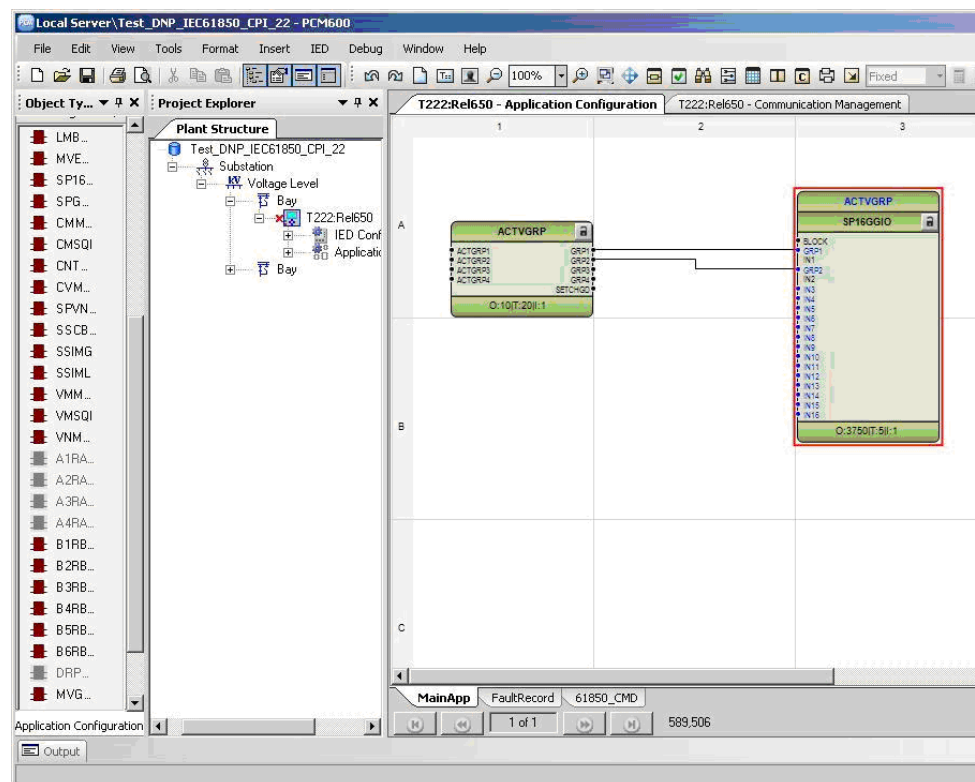 Local Server\Test_DNP_IEC61850_CPI_22 - PCM600
File Edit View Tools Format Insert IED Debug Window Help
100%
Fixed
Object Ty...
Project Explorer
T222:Rel650 - Application Configuration
T222:Rel650 - Communication Management
Plant Structure
Test_DNP_IEC61850_CPI_22
Substation
Voltage Level
Bay
T222:Rel650
IED Conf
Applicatic
Bay
LMB...
MVE...
SP16...
SPG...
CMM...
CMSQI
CNT...
CVM...
SPVN...
SSCB...
SSIMG
SSIML
VMM...
VMSQI
VNM...
A1RA...
A2RA...
A3RA...
A4RA...
B1RB...
B2RB...
B3RB...
B4RB...
B5RB...
B6RB...
DRP...
MVG...
Application Configuration
1 2 3
A
B
C
ACTVGRP
ACTGRP1 GRP1
ACTGRP2 GRP2
ACTGRP3 GRP3
ACTGRP4 GRP4
SETCHGD
O:10|T:20|I:1
ACTVGRP
SP16GGIO
BLOCK
GRP1
IN1
GRP2
IN2
IN3
IN4
IN5
IN6
IN7
IN8
IN9
IN10
IN11
IN12
IN13
IN14
IN15
IN16
O:3750|T:5|I:1
MainApp FaultRecord 61850_CMD
1 of 1
589,506
Output